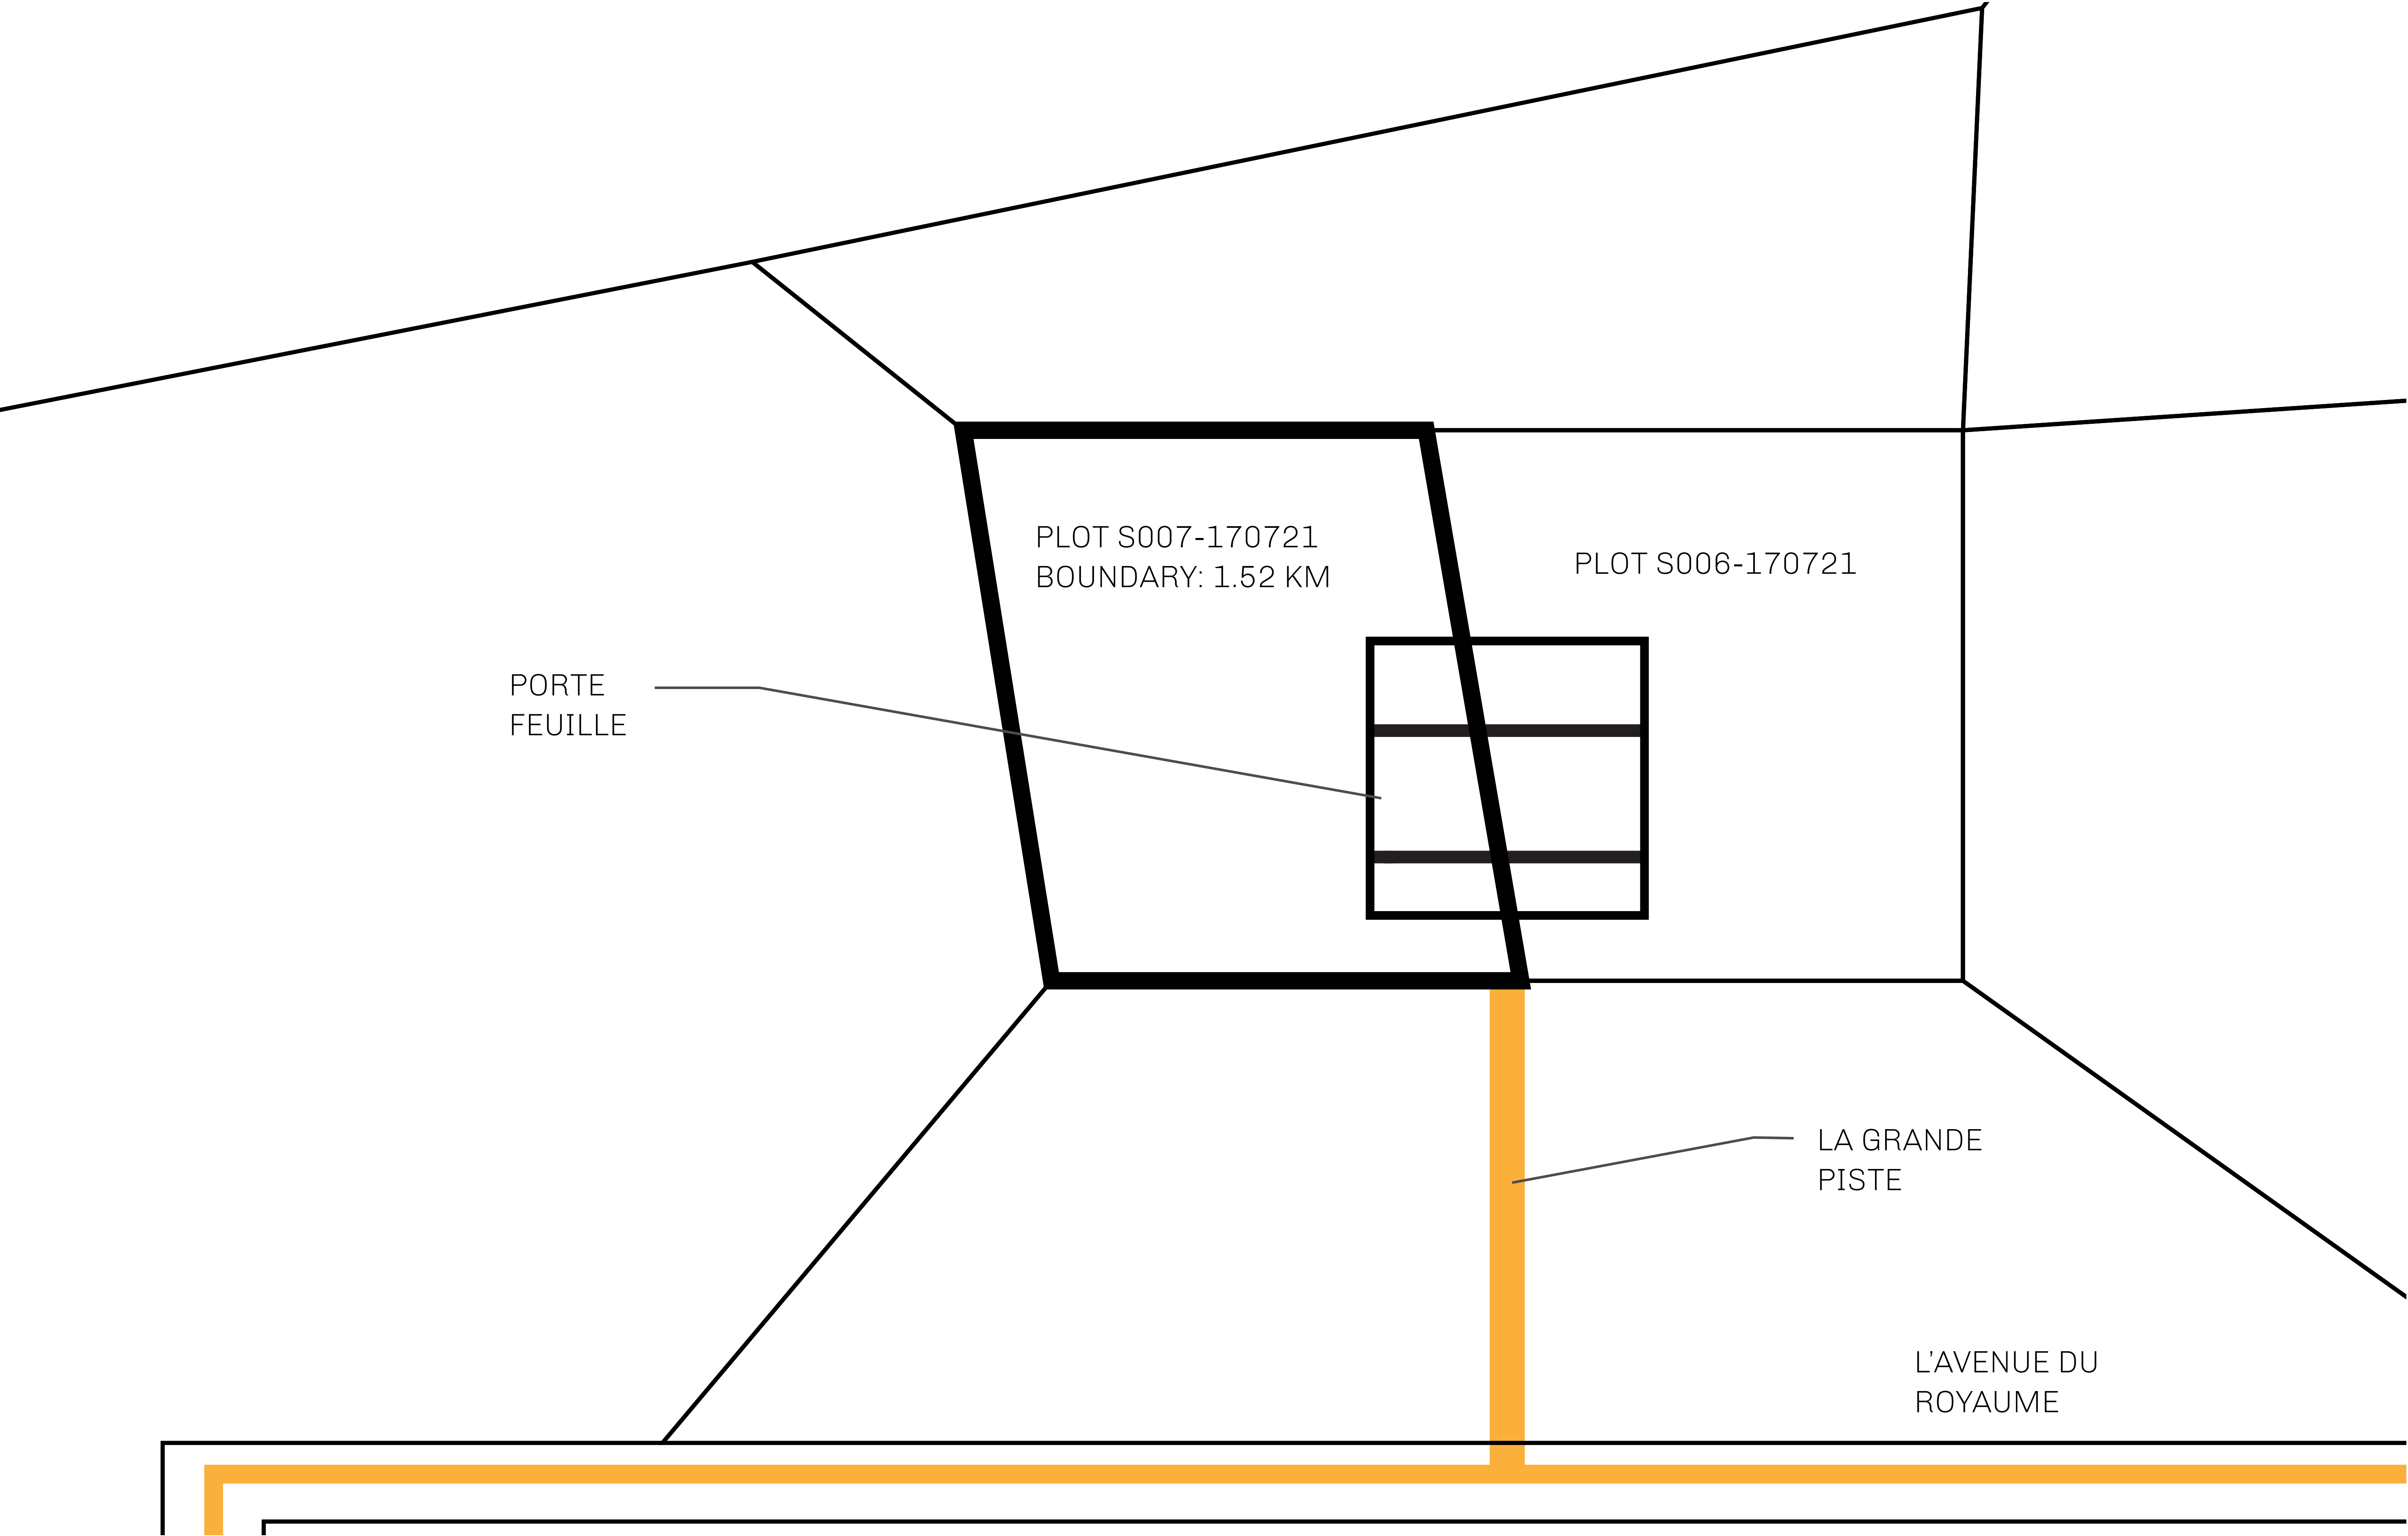 PLOT S007-170721
BOUNDARY: 1.52 KM
PLOT S006-170721
PORTE
FEUILLE
LA GRANDE
PISTE
L'AVENUE DU
ROYAUME